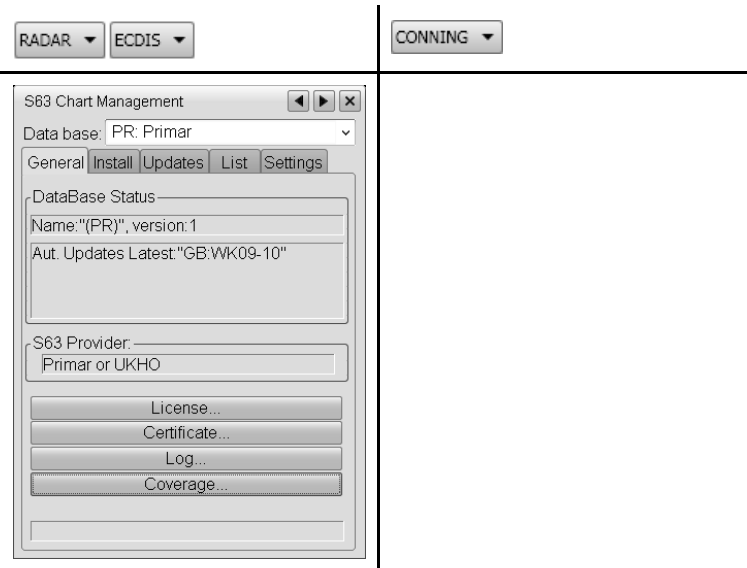 RADAR ECDIS CONNING
S63 Chart Management
Data base: PR: Primar
General Install Updates List Settings
DataBase Status
Name:"(PR)", version:1
Aut. Updates Latest:"GB:WK09-10"
S63 Provider:
Primar or UKHO
License...
Certificate...
Log...
Coverage...